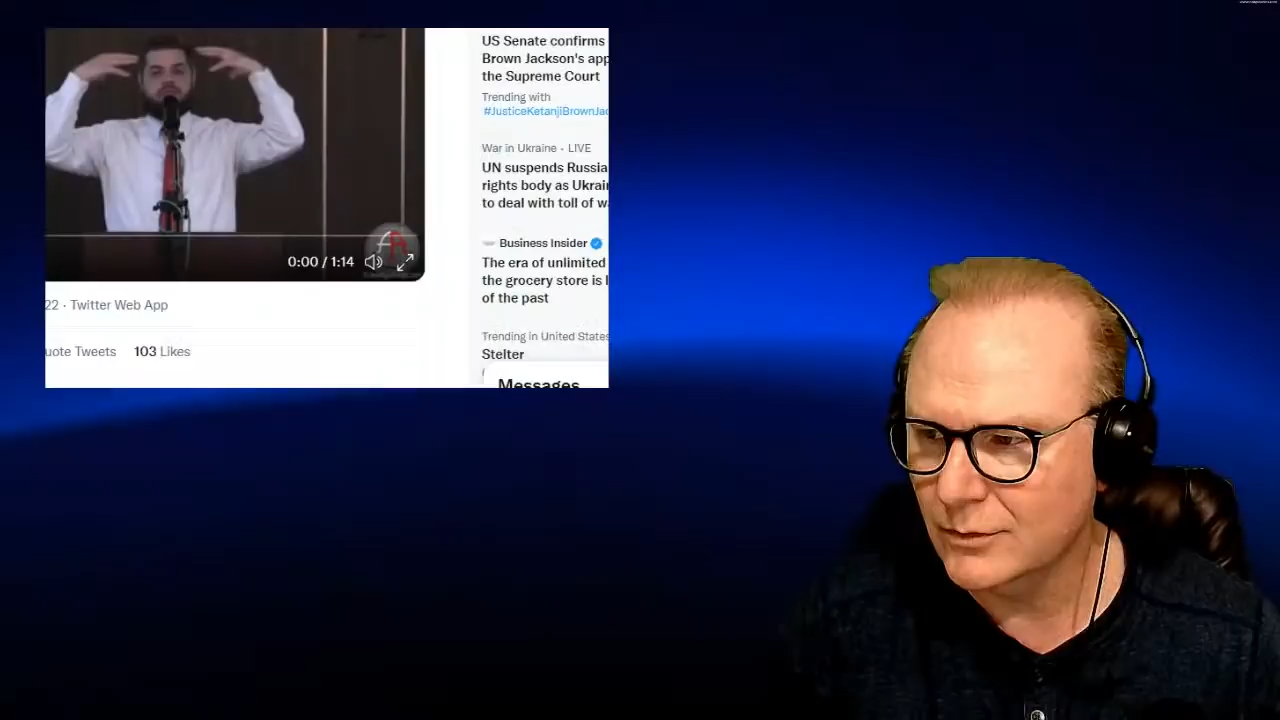 US Senate confirms
Brown Jackson's app
the Supreme Court
Trending with
#JusticeKetanjiBrownJac
War in Ukraine · LIVE
UN suspends Russia
rights body as Ukrai
to deal with toll of w
Business Insider
The era of unlimited
the grocery store is l
of the past
Trending in United States
Stelter
Messages
0:00 / 1:14
22 · Twitter Web App
uote Tweets 103 Likes